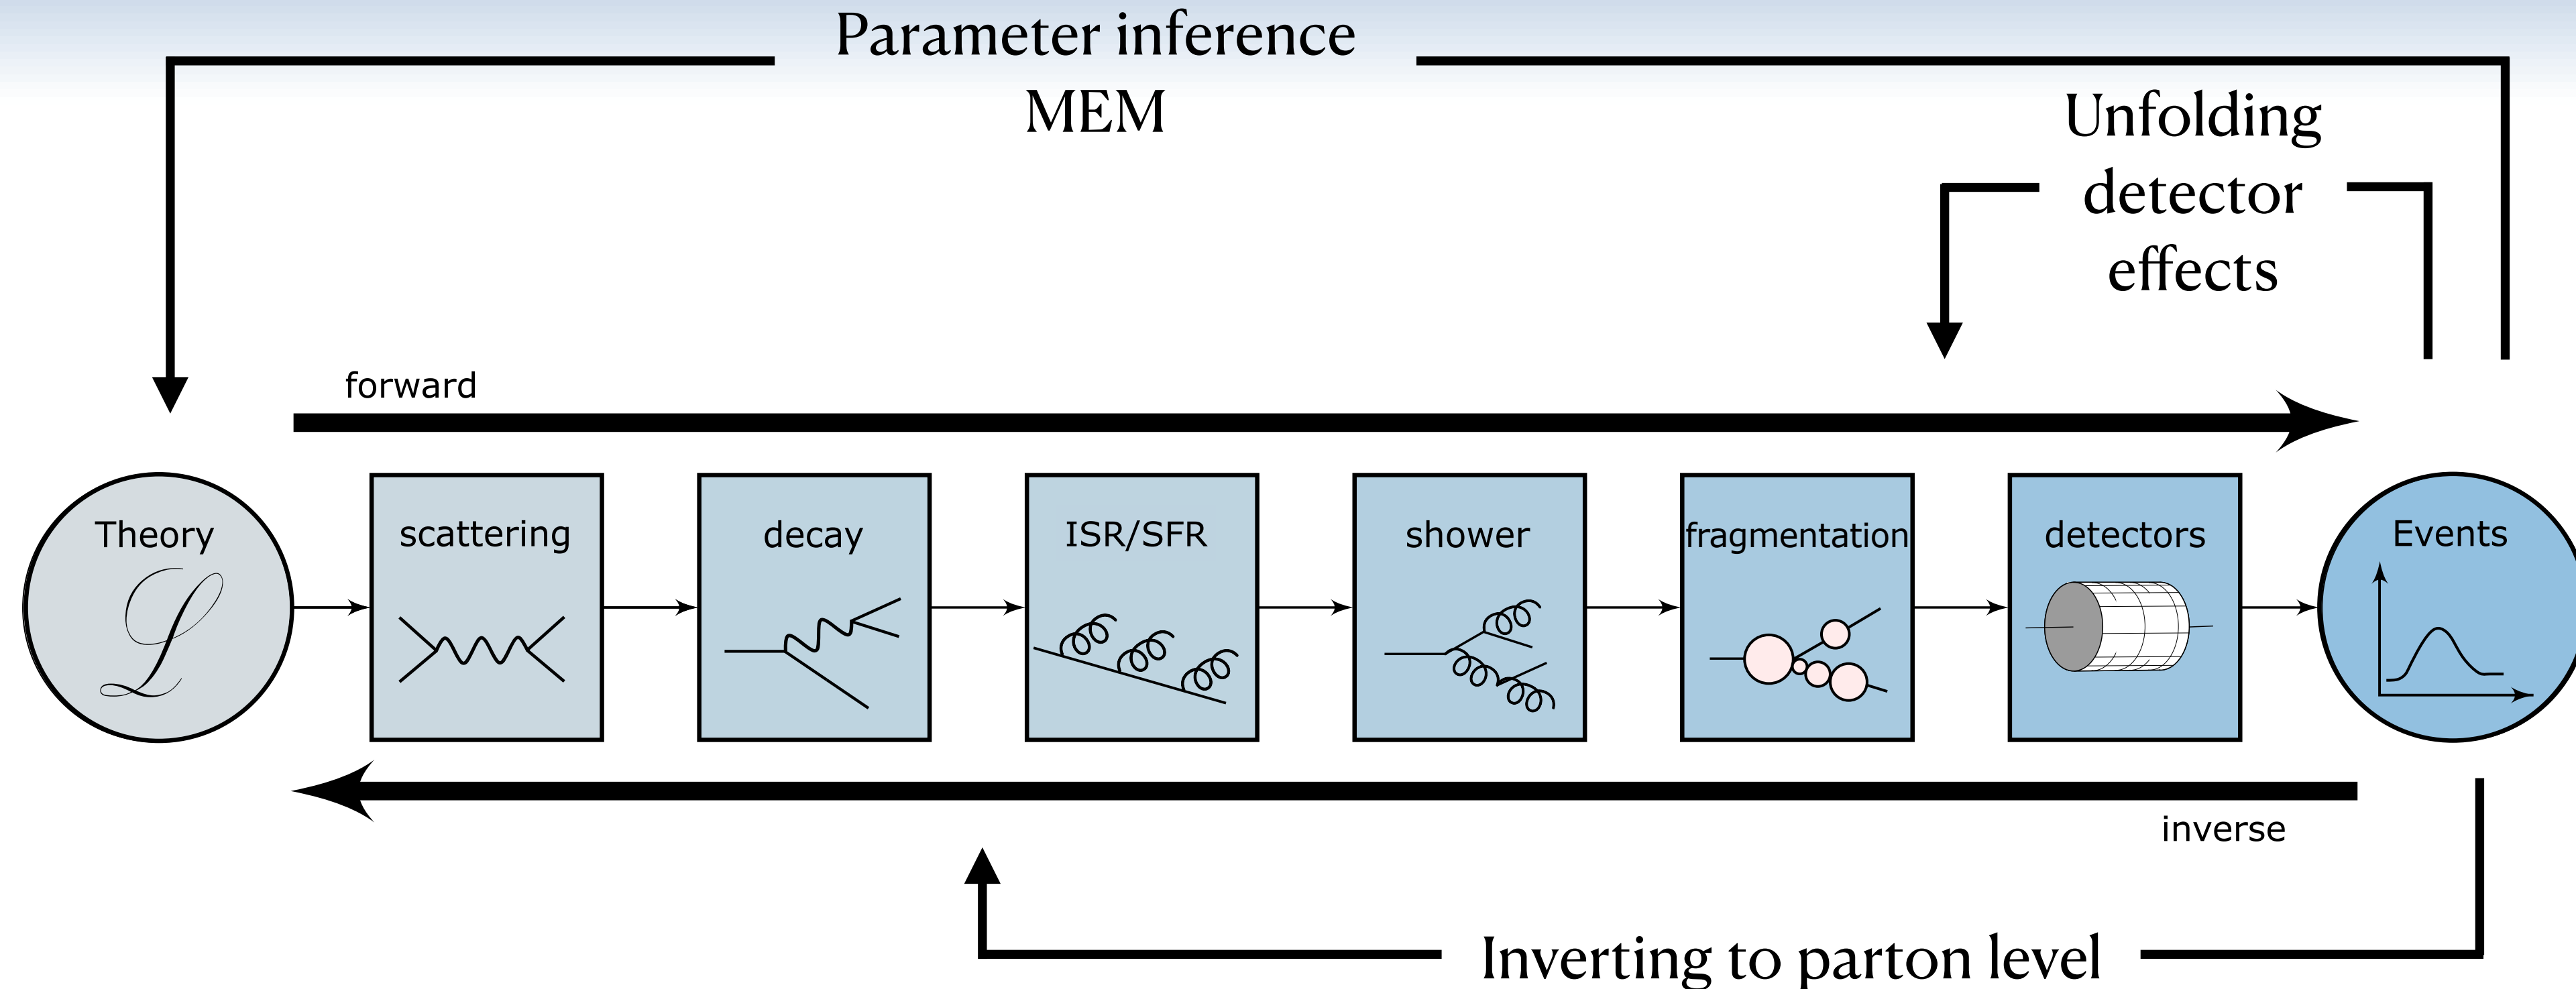 Parameter inference
MEM
Unfolding
detector
effects
forward
Theory
ℒ
scattering
decay
ISR/SFR
shower
fragmentation
detectors
Events
inverse
Inverting to parton level